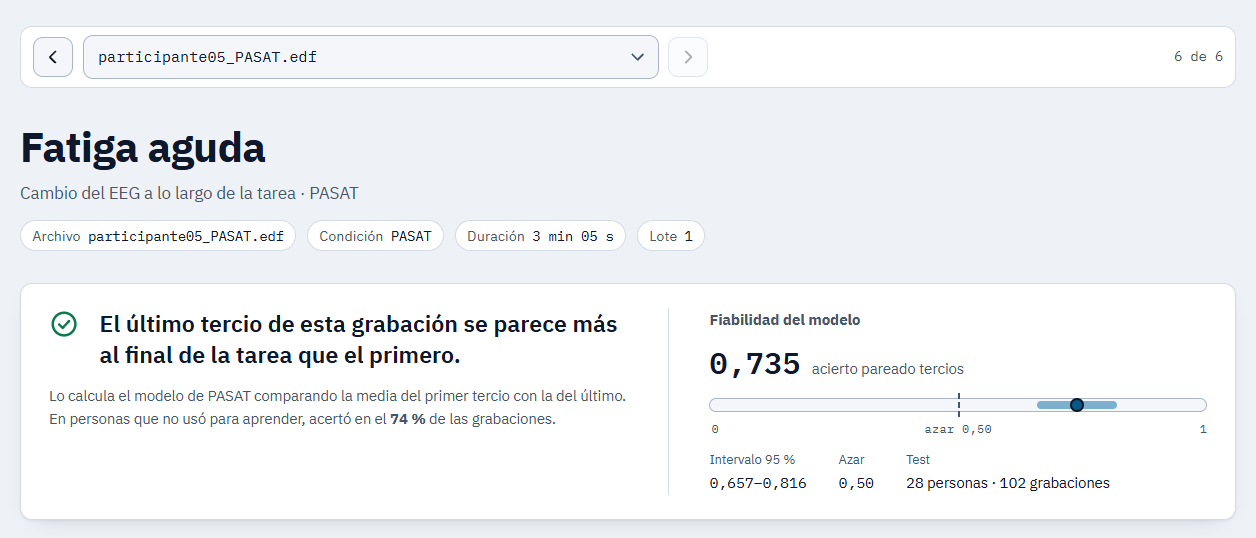 participante05_PASAT.edf
6 de 6
Fatiga aguda
Cambio del EEG a lo largo de la tarea · PASAT
Archivo participante05_PASAT.edf
Condición PASAT
Duración 3 min 05 s
Lote 1
El último tercio de esta grabación se parece más
al final de la tarea que el primero.
Lo calcula el modelo de PASAT comparando la media del primer tercio con la del último.
En personas que no usó para aprender, acertó en el 74 % de las grabaciones.
Fiabilidad del modelo
0,735 acierto pareado tercios
0
azar 0,50
1
Intervalo 95 %
0,657–0,816
Azar
0,50
Test
28 personas · 102 grabaciones